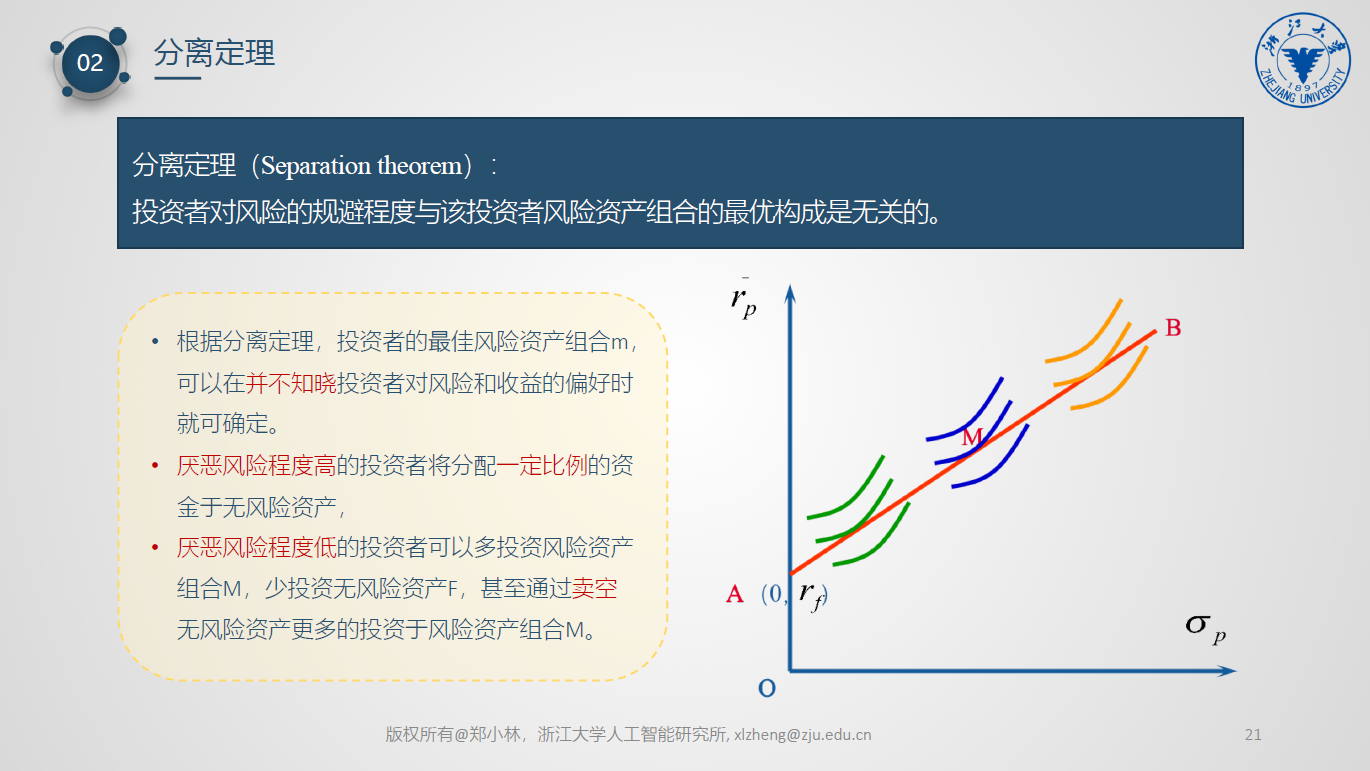 02
分离定理
浙江大学
ZHEJIANG UNIVERSITY
1897
分离定理（Separation theorem）：
投资者对风险的规避程度与该投资者风险资产组合的最优构成是无关的。
• 根据分离定理，投资者的最佳风险资产组合m，
可以在并不知晓投资者对风险和收益的偏好时
就可确定。
• 厌恶风险程度高的投资者将分配一定比例的资
金于无风险资产，
• 厌恶风险程度低的投资者可以多投资风险资产
组合M，少投资无风险资产F，甚至通过卖空
无风险资产更多的投资于风险资产组合M。
r̄p
B
M
A （0, rf）
σp
O
版权所有@郑小林，浙江大学人工智能研究所, xlzheng@zju.edu.cn
21